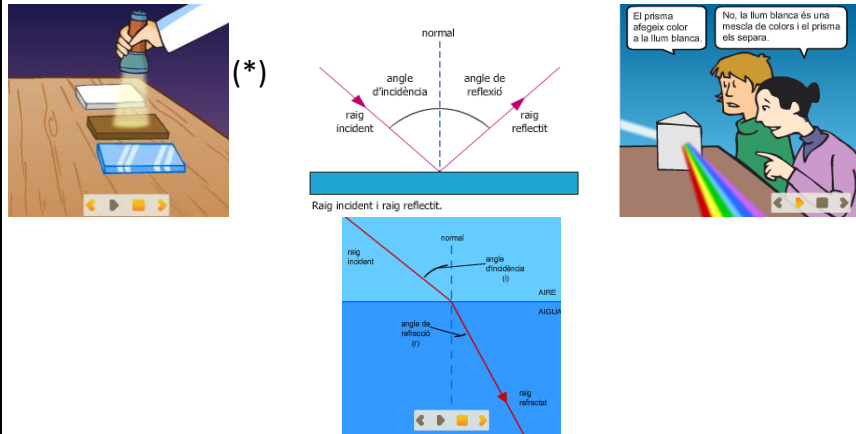 (*)
normal
angle
d'incidència
angle de
reflexió
raig
incident
raig
reflectit
Raig incident i raig reflectit.
El prisma
afegeix color
a la llum blanca.
No, la llum blanca és una
mescla de colors i el prisma
els separa.
normal
raig
incident
angle
d'incidència
(i)
AIRE
AIGUA
angle de
refracció
(r)
raig
refractat